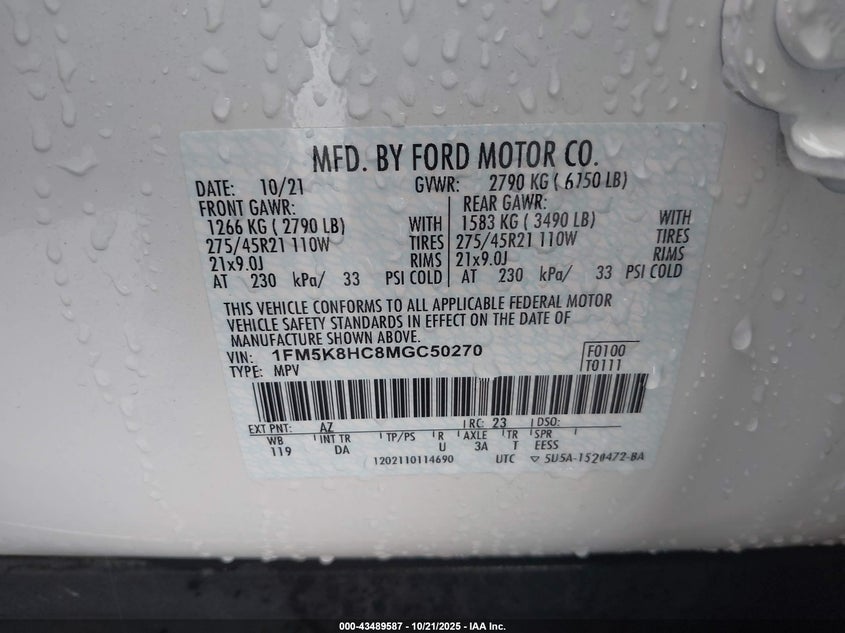 MFD. BY FORD MOTOR CO.
DATE: 10/21 GVWR: 2790 KG ( 6150 LB)
FRONT GAWR: REAR GAWR:
1266 KG ( 2790 LB) WITH 1583 KG ( 3490 LB) WITH
275/45R21 110W TIRES 275/45R21 110W TIRES
21x9.0J RIMS 21x9.0J RIMS
AT 230 kPa/ 33 PSI COLD AT 230 kPa/ 33 PSI COLD
THIS VEHICLE CONFORMS TO ALL APPLICABLE FEDERAL MOTOR
VEHICLE SAFETY STANDARDS IN EFFECT ON THE DATE OF
MANUFACTURE SHOWN ABOVE.
VIN: 1FM5K8HC8MGC50270 F0100
TYPE: MPV T0111
EXT PNT: AZ RC: 23 DSO:
WB INT TR TP/PS R AXLE TR SPR
119 DA U 3A T EESS
1202110114690 UTC ▽ 5U5A-1520472-BA
000-43489587 - 10/21/2025 - IAA Inc.